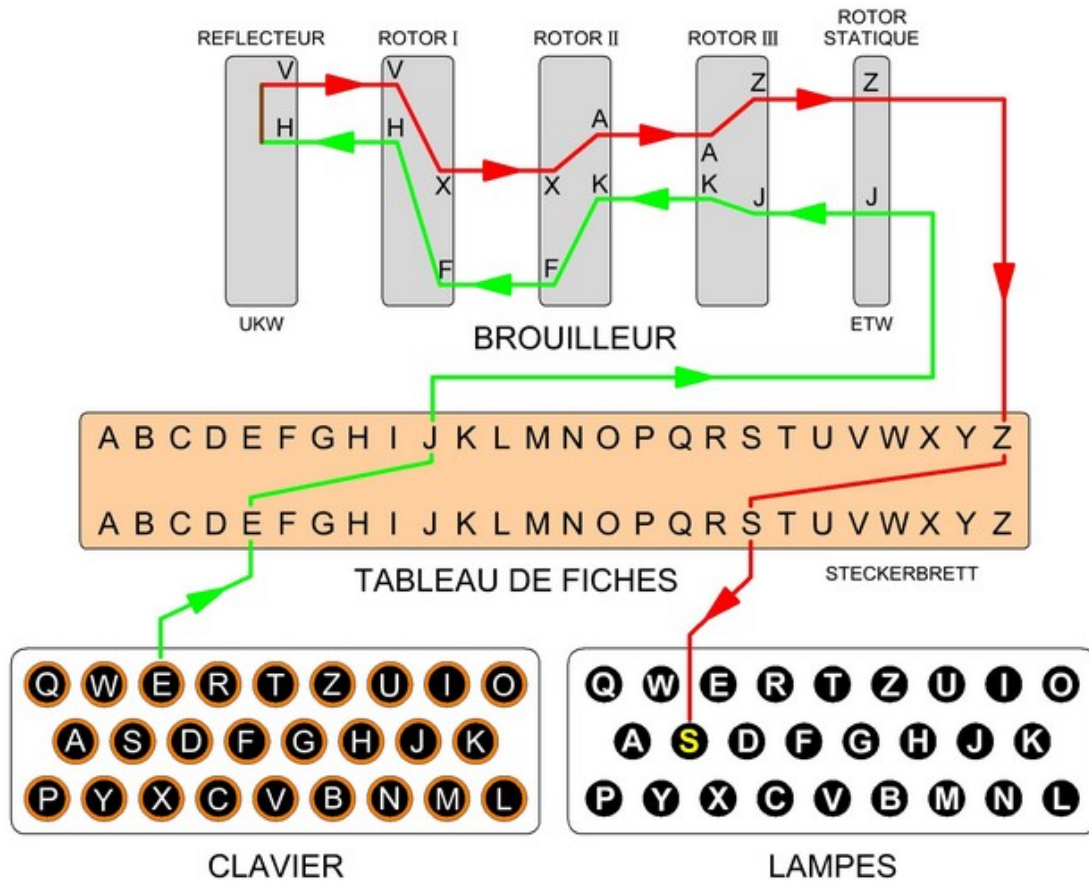 REFLECTEUR ROTOR I ROTOR II ROTOR III ROTOR STATIQUE
V V Z Z
H H A
X X A
K K J J
F F
UKW ETW
BROUILLEUR
A B C D E F G H I J K L M N O P Q R S T U V W X Y Z
A B C D E F G H I J K L M N O P Q R S T U V W X Y Z
TABLEAU DE FICHES STECKERBRETT
Q W E R T Z U I O
A S D F G H J K
P Y X C V B N M L
CLAVIER
Q W E R T Z U I O
A S D F G H J K
P Y X C V B M N L
LAMPES